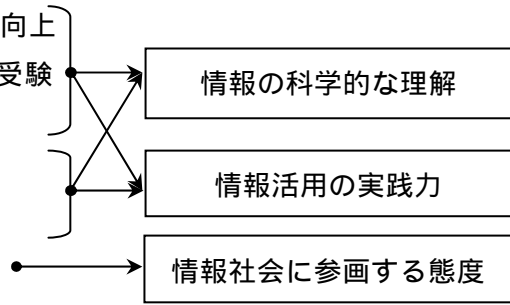 向上
受験
情報の科学的な理解
情報活用の実践力
情報社会に参画する態度